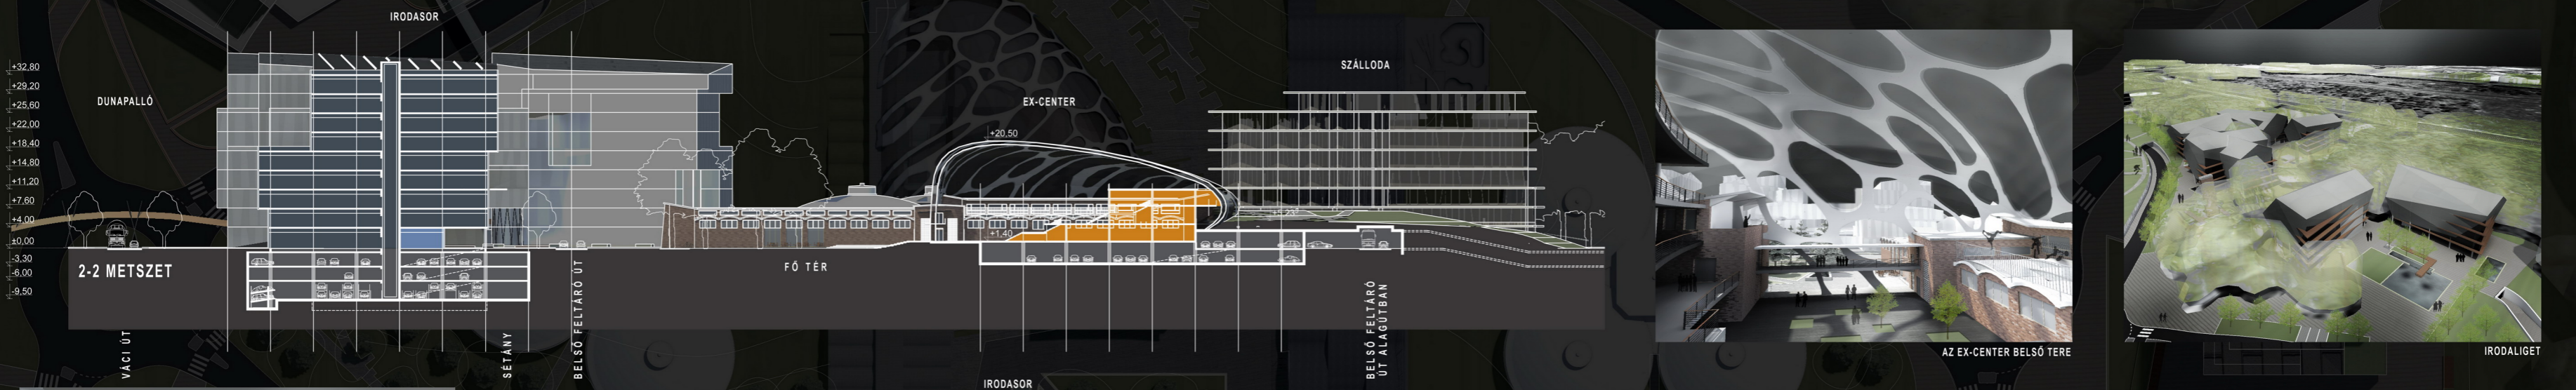 IRODASOR
+32,80
+29,20
+25,60
+22,00
+18,40
+14,80
+11,20
+7,60
+4,00
±0,00
-3,30
-6,00
-9,50
DUNAPALLÓ
EX-CENTER
SZÁLLODA
+20,50
+1,40
2-2 METSZET
FŐ TÉR
VÁCI ÚT
SÉTÁNY
BELSŐ FELTÁRÓ ÚT
BELSŐ FELTÁRÓ
ÚT ALAGÚTBAN
IRODASOR
AZ EX-CENTER BELSŐ TERE
IRODALIGET